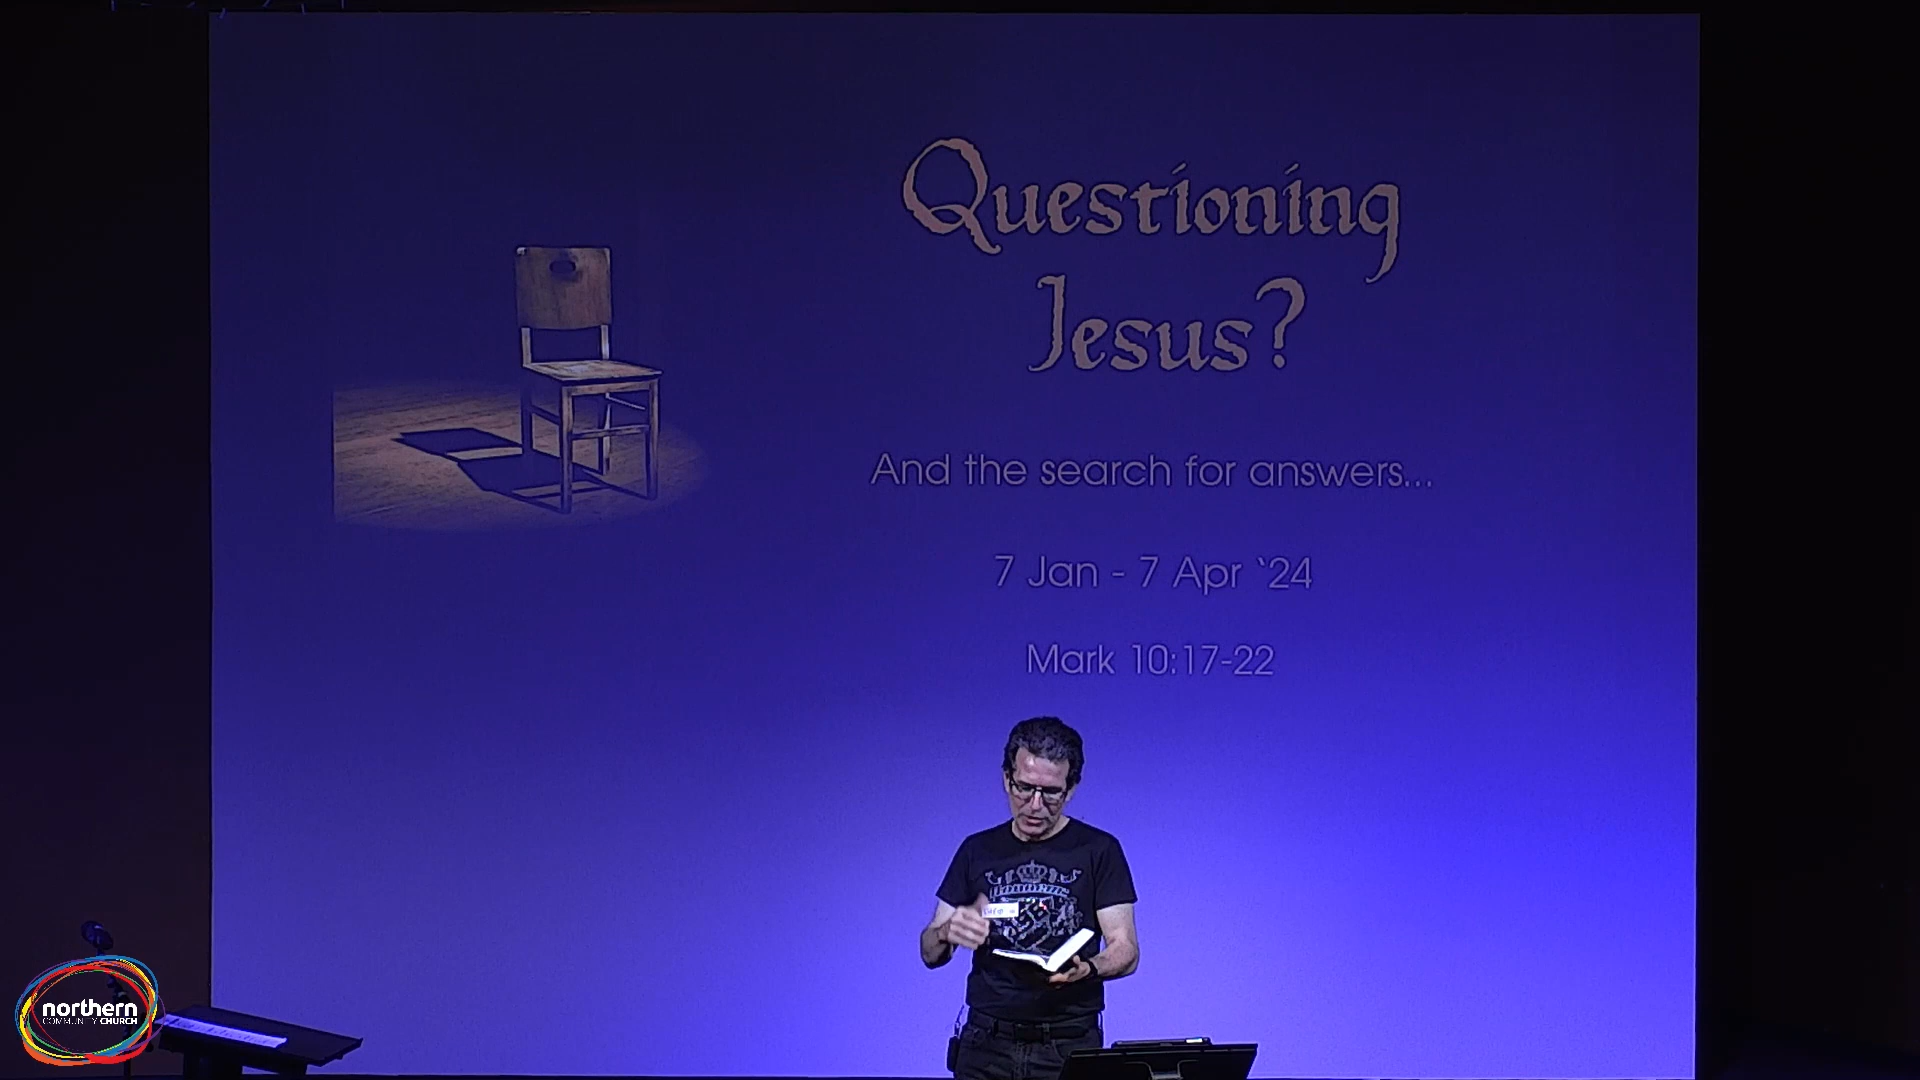 Questioning
Jesus?
And the search for answers...
7 Jan - 7 Apr ‘24
Mark 10:17-22
northern
COMMUNITY CHURCH